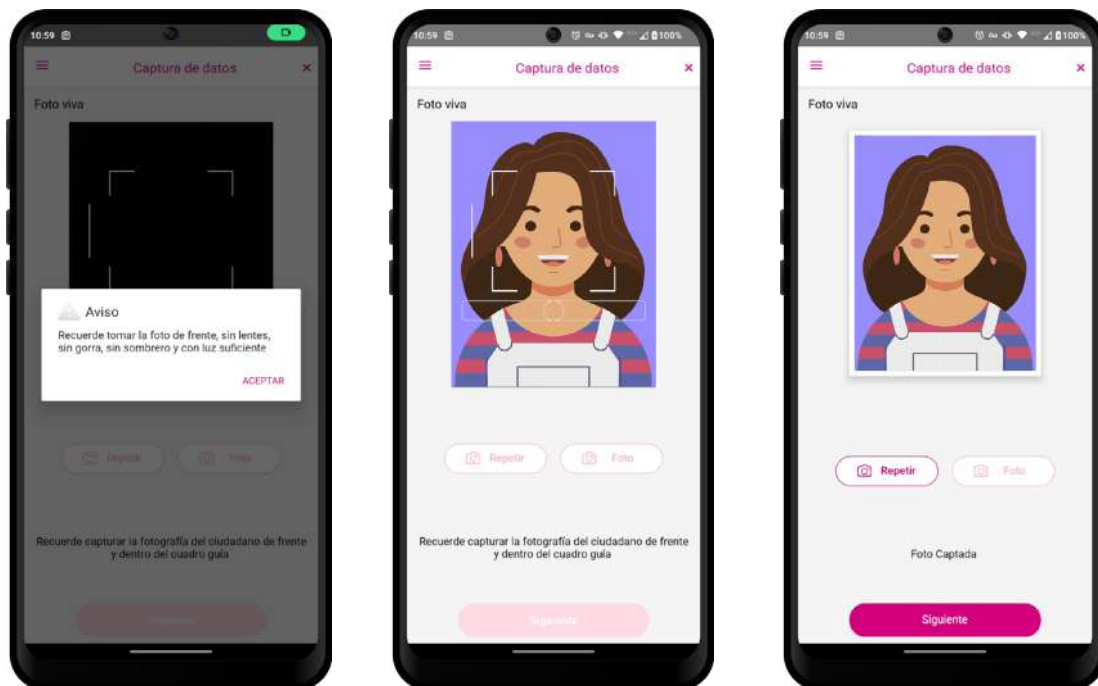 10:59
Captura de datos ×
Foto viva
Aviso
Recuerde tomar la foto de frente, sin lentes,
sin gorra, sin sombrero y con luz suficiente
ACEPTAR
Repetir Foto
Recuerde capturar la fotografía del ciudadano de frente
y dentro del cuadro guía
Siguiente
10:59 100%
Captura de datos ×
Foto viva
Repetir Foto
Recuerde capturar la fotografía del ciudadano de frente
y dentro del cuadro guía
Siguiente
10:59 100%
Captura de datos ×
Foto viva
Repetir Foto
Foto Captada
Siguiente